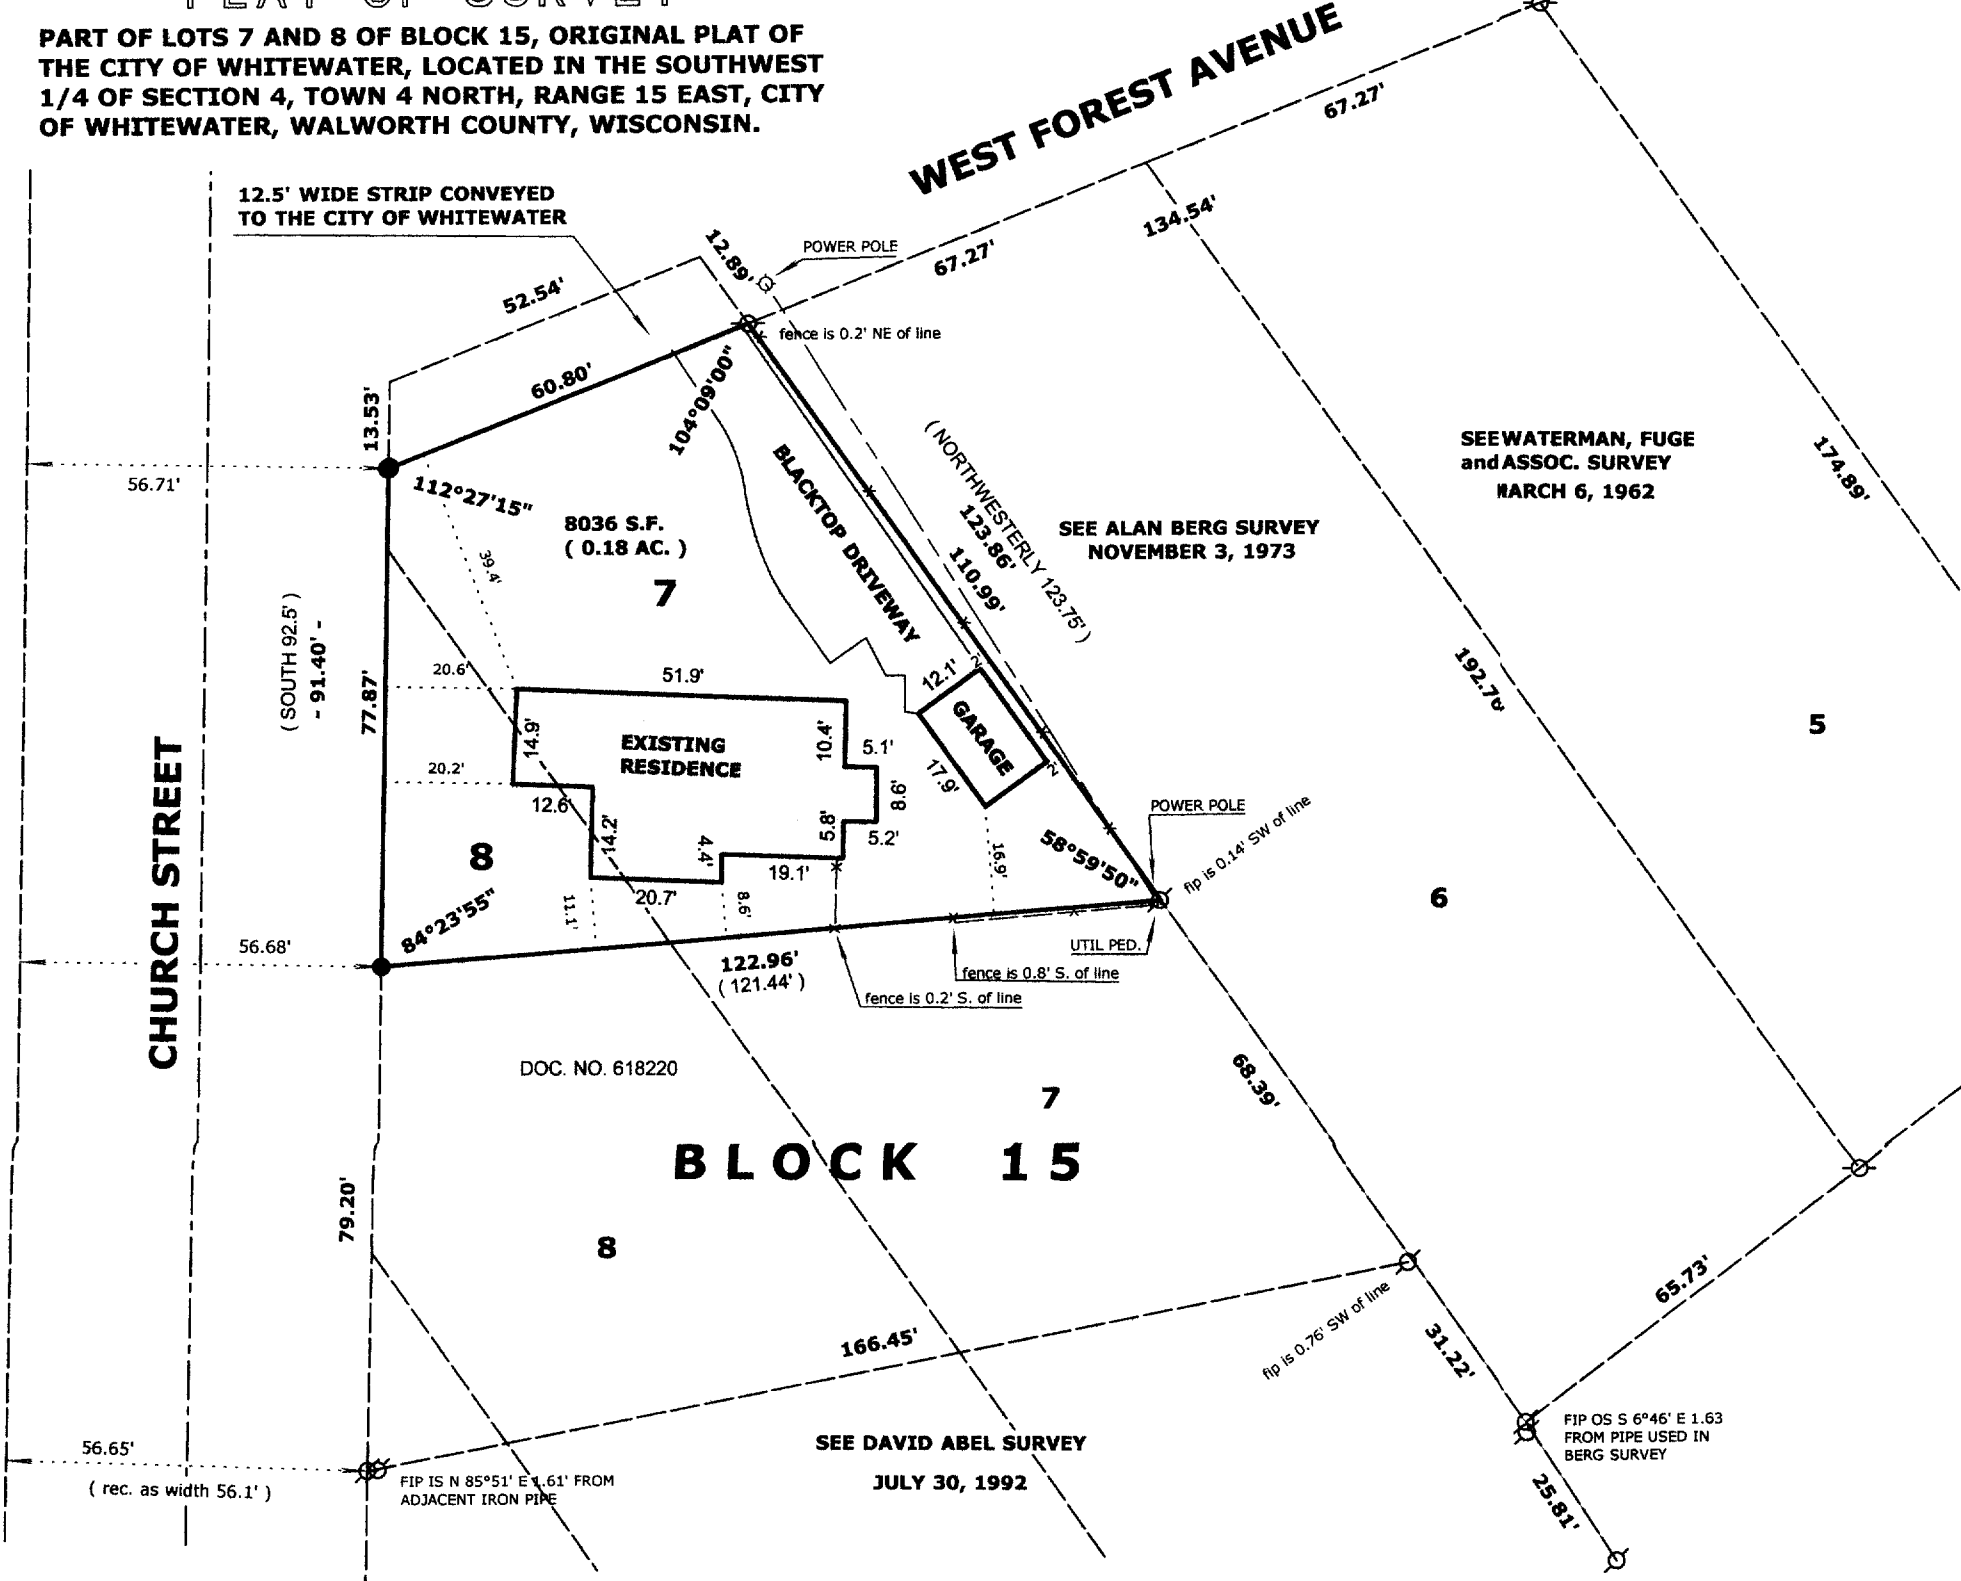 PLAT OF SURVEY
PART OF LOTS 7 AND 8 OF BLOCK 15, ORIGINAL PLAT OF
THE CITY OF WHITEWATER, LOCATED IN THE SOUTHWEST
1/4 OF SECTION 4, TOWN 4 NORTH, RANGE 15 EAST, CITY
OF WHITEWATER, WALWORTH COUNTY, WISCONSIN.
WEST FOREST AVENUE
67.27'
134.54'
67.27'
12.5' WIDE STRIP CONVEYED
TO THE CITY OF WHITEWATER
12.89'
POWER POLE
52.54'
fence is 0.2' NE of line
60.80'
104°09'00"
13.53'
56.71'
112°27'15"
8036 S.F.
( 0.18 AC. )
7
39.4'
BLACKTOP DRIVEWAY
( NORTHWESTERLY 123.75' )
123.86'
110.99'
SEE ALAN BERG SURVEY
NOVEMBER 3, 1973
SEEWATERMAN, FUGE
andASSOC. SURVEY
MARCH 6, 1962
174.89'
192.76'
5
( SOUTH 92.5' )
- 91.40' -
77.87'
20.6'
51.9'
12.1'
GARAGE
17.9'
14.9'
EXISTING
RESIDENCE
10.4'
5.1'
8.6'
20.2'
12.6'
14.2'
4.4'
5.8'
5.2'
19.1'
20.7'
11.1'
8.6'
16.9'
58°59'50"
POWER POLE
fip is 0.14' SW of line
8
84°23'55"
6
CHURCH STREET
56.68'
122.96'
( 121.44' )
UTIL PED.
fence is 0.8' S. of line
fence is 0.2' S. of line
DOC. NO. 618220
68.39'
7
BLOCK 15
79.20'
8
166.45'
fip is 0.76' SW of line
65.73'
31.22'
56.65'
( rec. as width 56.1' )
FIP IS N 85°51' E 1.61' FROM
ADJACENT IRON PIPE
SEE DAVID ABEL SURVEY
JULY 30, 1992
FIP OS S 6°46' E 1.63
FROM PIPE USED IN
BERG SURVEY
25.81'